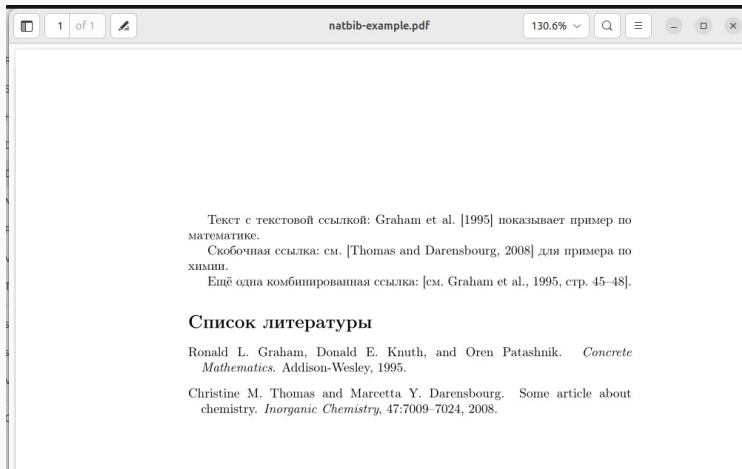 1 of 1
natbib-example.pdf
130.6%
Текст с текстовой ссылкой: Graham et al. [1995] показывает пример по
математике.
Скобочная ссылка: см. [Thomas and Darensbourg, 2008] для примера по
химии.
Ещё одна комбинированная ссылка: [см. Graham et al., 1995, стр. 45–48].
Список литературы
Ronald L. Graham, Donald E. Knuth, and Oren Patashnik. Concrete
Mathematics. Addison-Wesley, 1995.
Christine M. Thomas and Marcetta Y. Darensbourg. Some article about
chemistry. Inorganic Chemistry, 47:7009–7024, 2008.